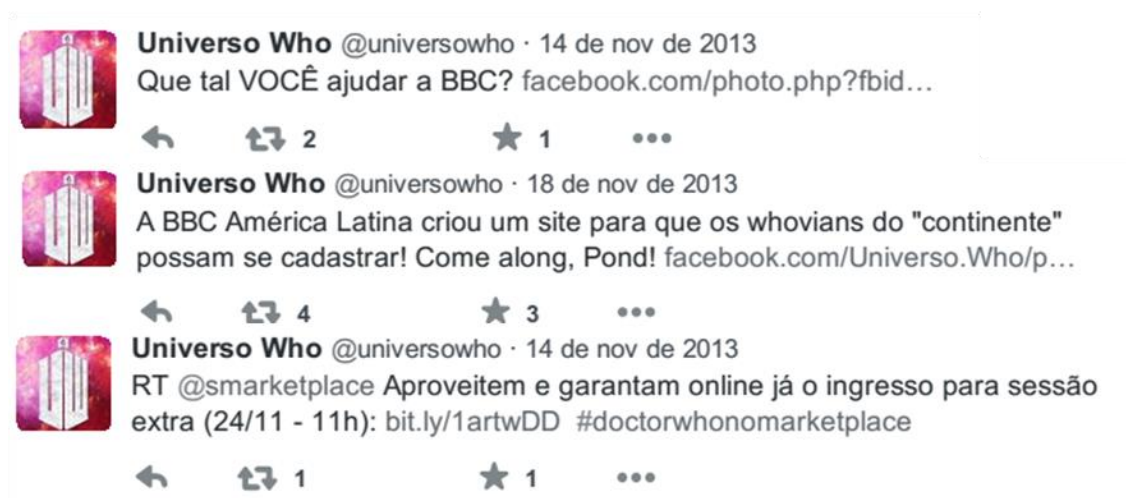 Universo Who @universowho · 14 de nov de 2013
Que tal VOCÊ ajudar a BBC? facebook.com/photo.php?fbid…
2 1
Universo Who @universowho · 18 de nov de 2013
A BBC América Latina criou um site para que os whovians do "continente"
possam se cadastrar! Come along, Pond! facebook.com/Universo.Who/p…
4 3
Universo Who @universowho · 14 de nov de 2013
RT @smarketplace Aproveitem e garantam online já o ingresso para sessão
extra (24/11 - 11h): bit.ly/1artwDD #doctorwhonomarketplace
1 1